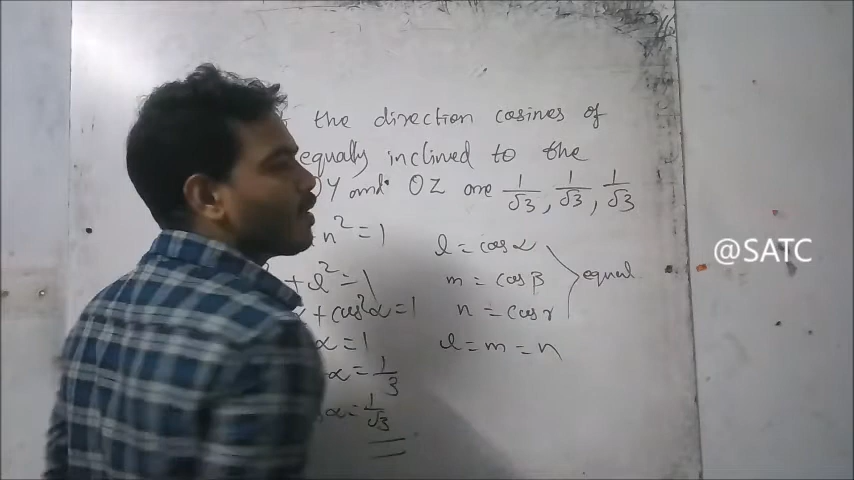 the direction cosines of
equally inclined to the
OY and OZ are 1/√3, 1/√3, 1/√3
n² = 1
+ l² = 1
+ cos²α = 1
α = 1
α = 1/3
α = 1/√3
l = cos α
m = cos β
n = cos γ
equal
l = m = n
@SATC